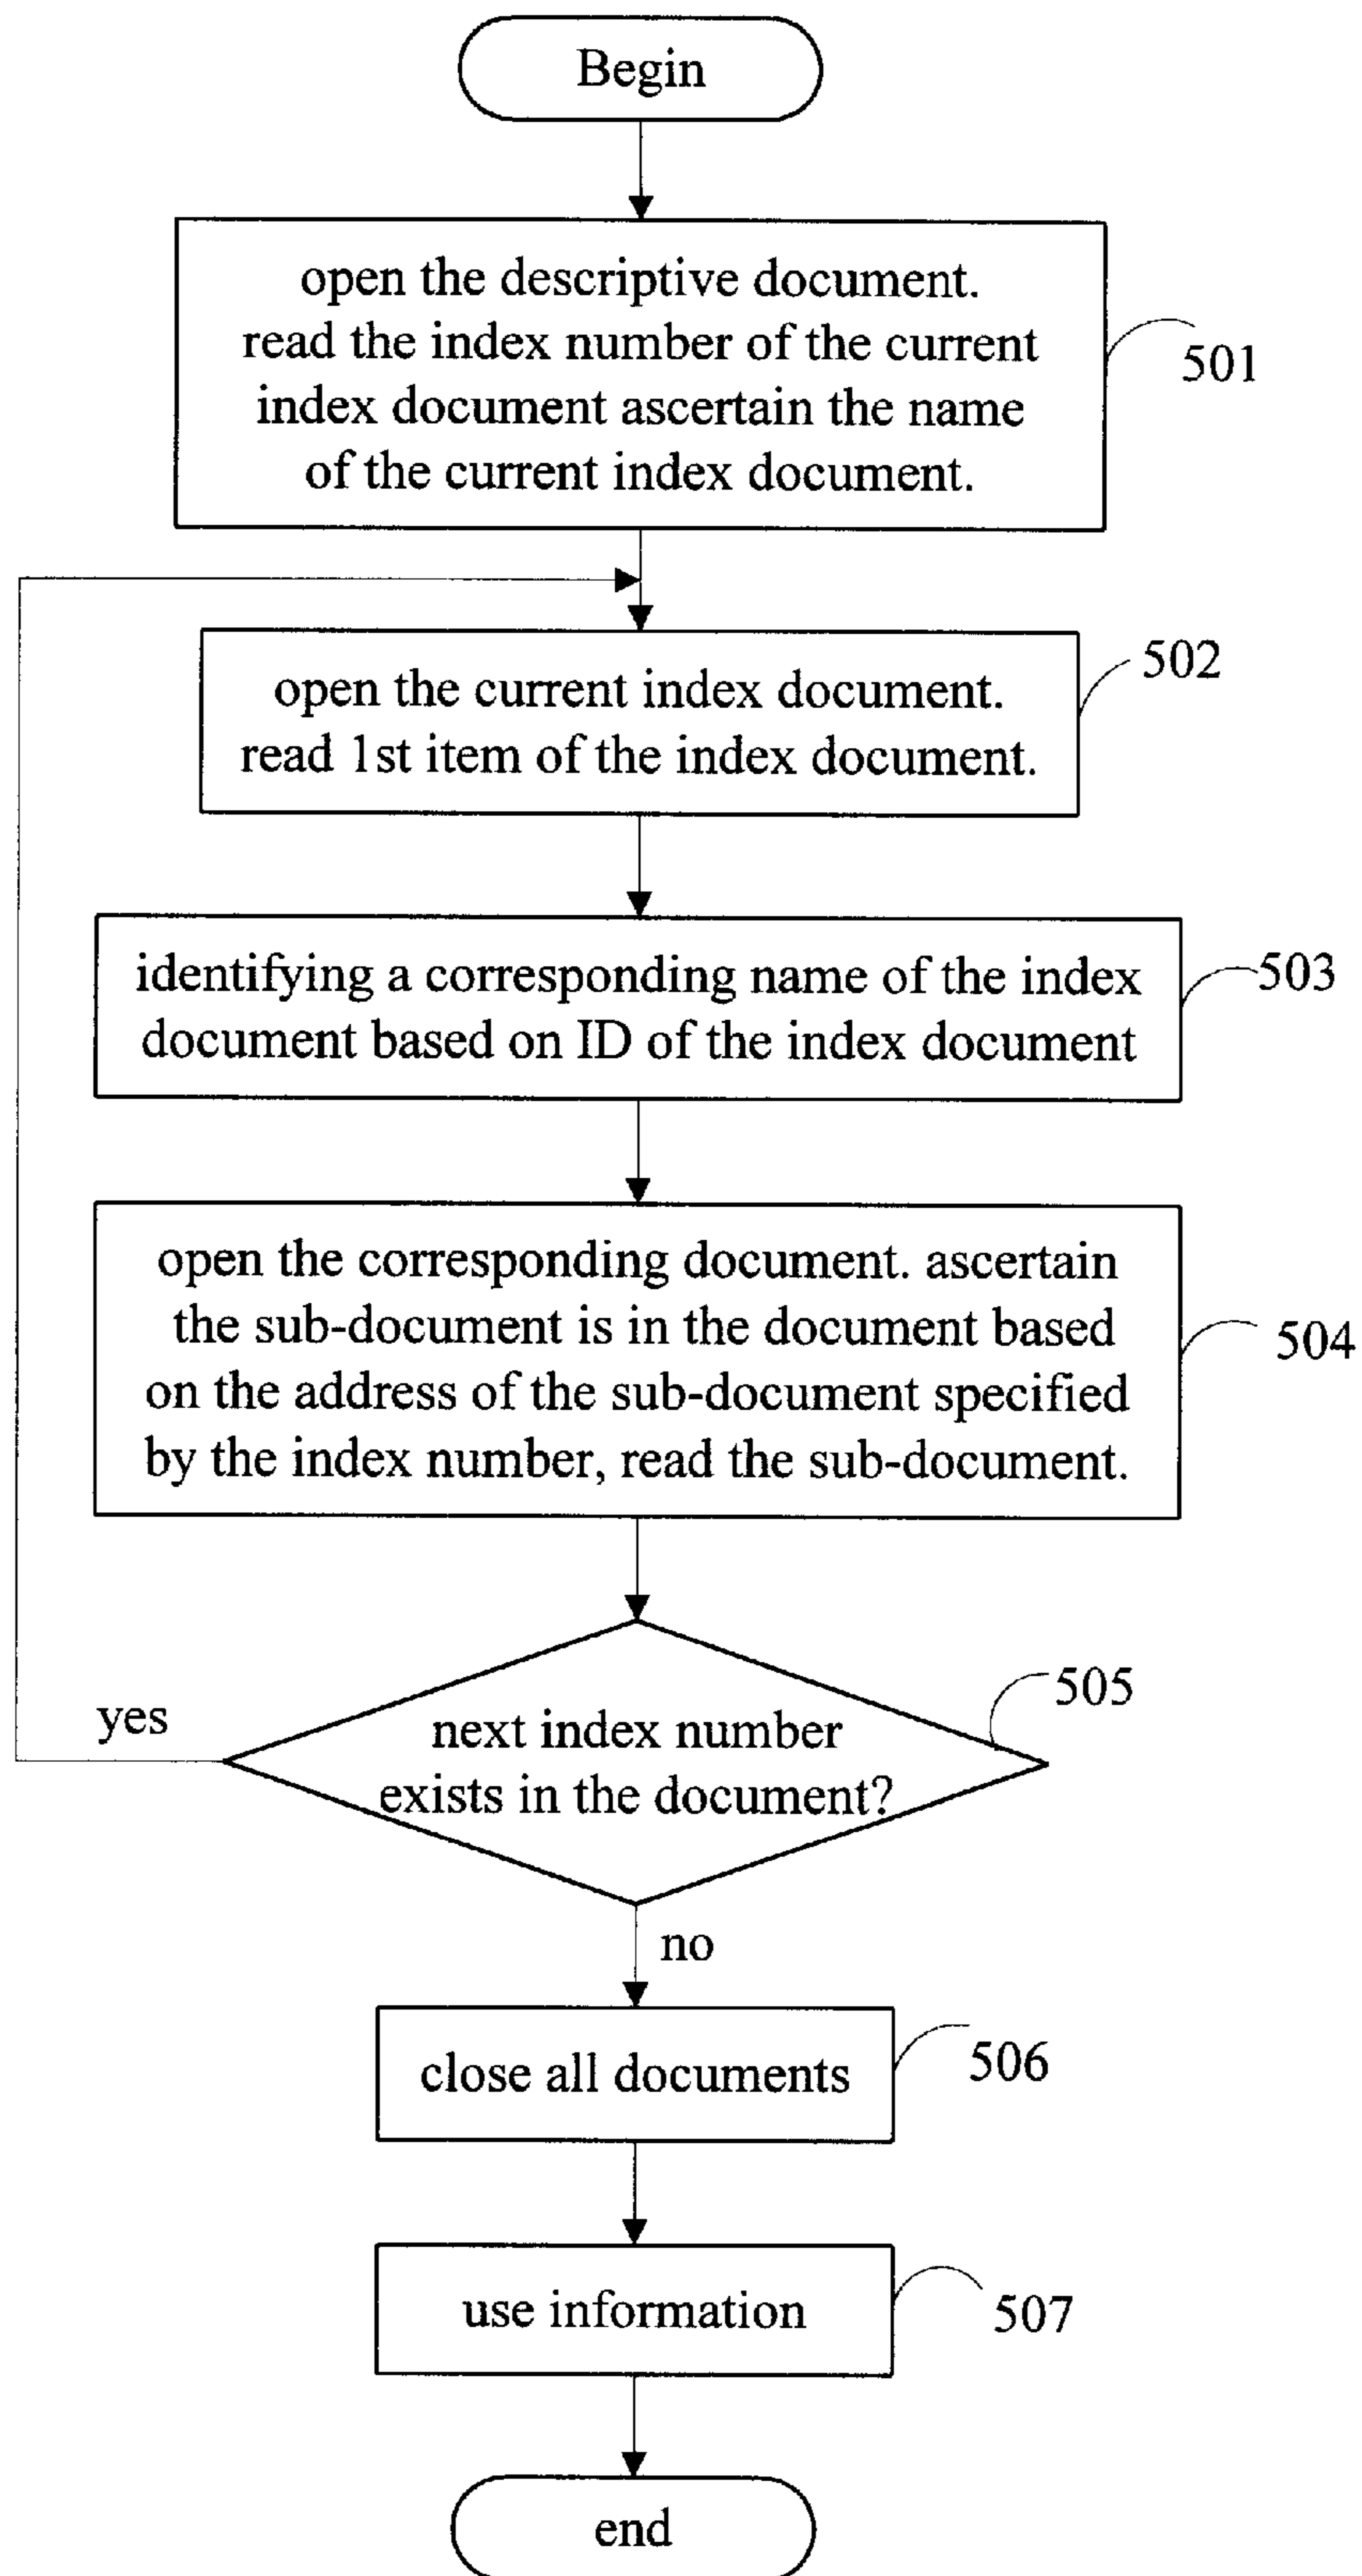 Begin
open the descriptive document.
read the index number of the current
index document ascertain the name
of the current index document.
501
open the current index document.
read 1st item of the index document.
502
identifying a corresponding name of the index
document based on ID of the index document
503
open the corresponding document. ascertain
the sub-document is in the document based
on the address of the sub-document specified
by the index number, read the sub-document.
504
next index number
exists in the document?
505
yes
no
close all documents
506
use information
507
end